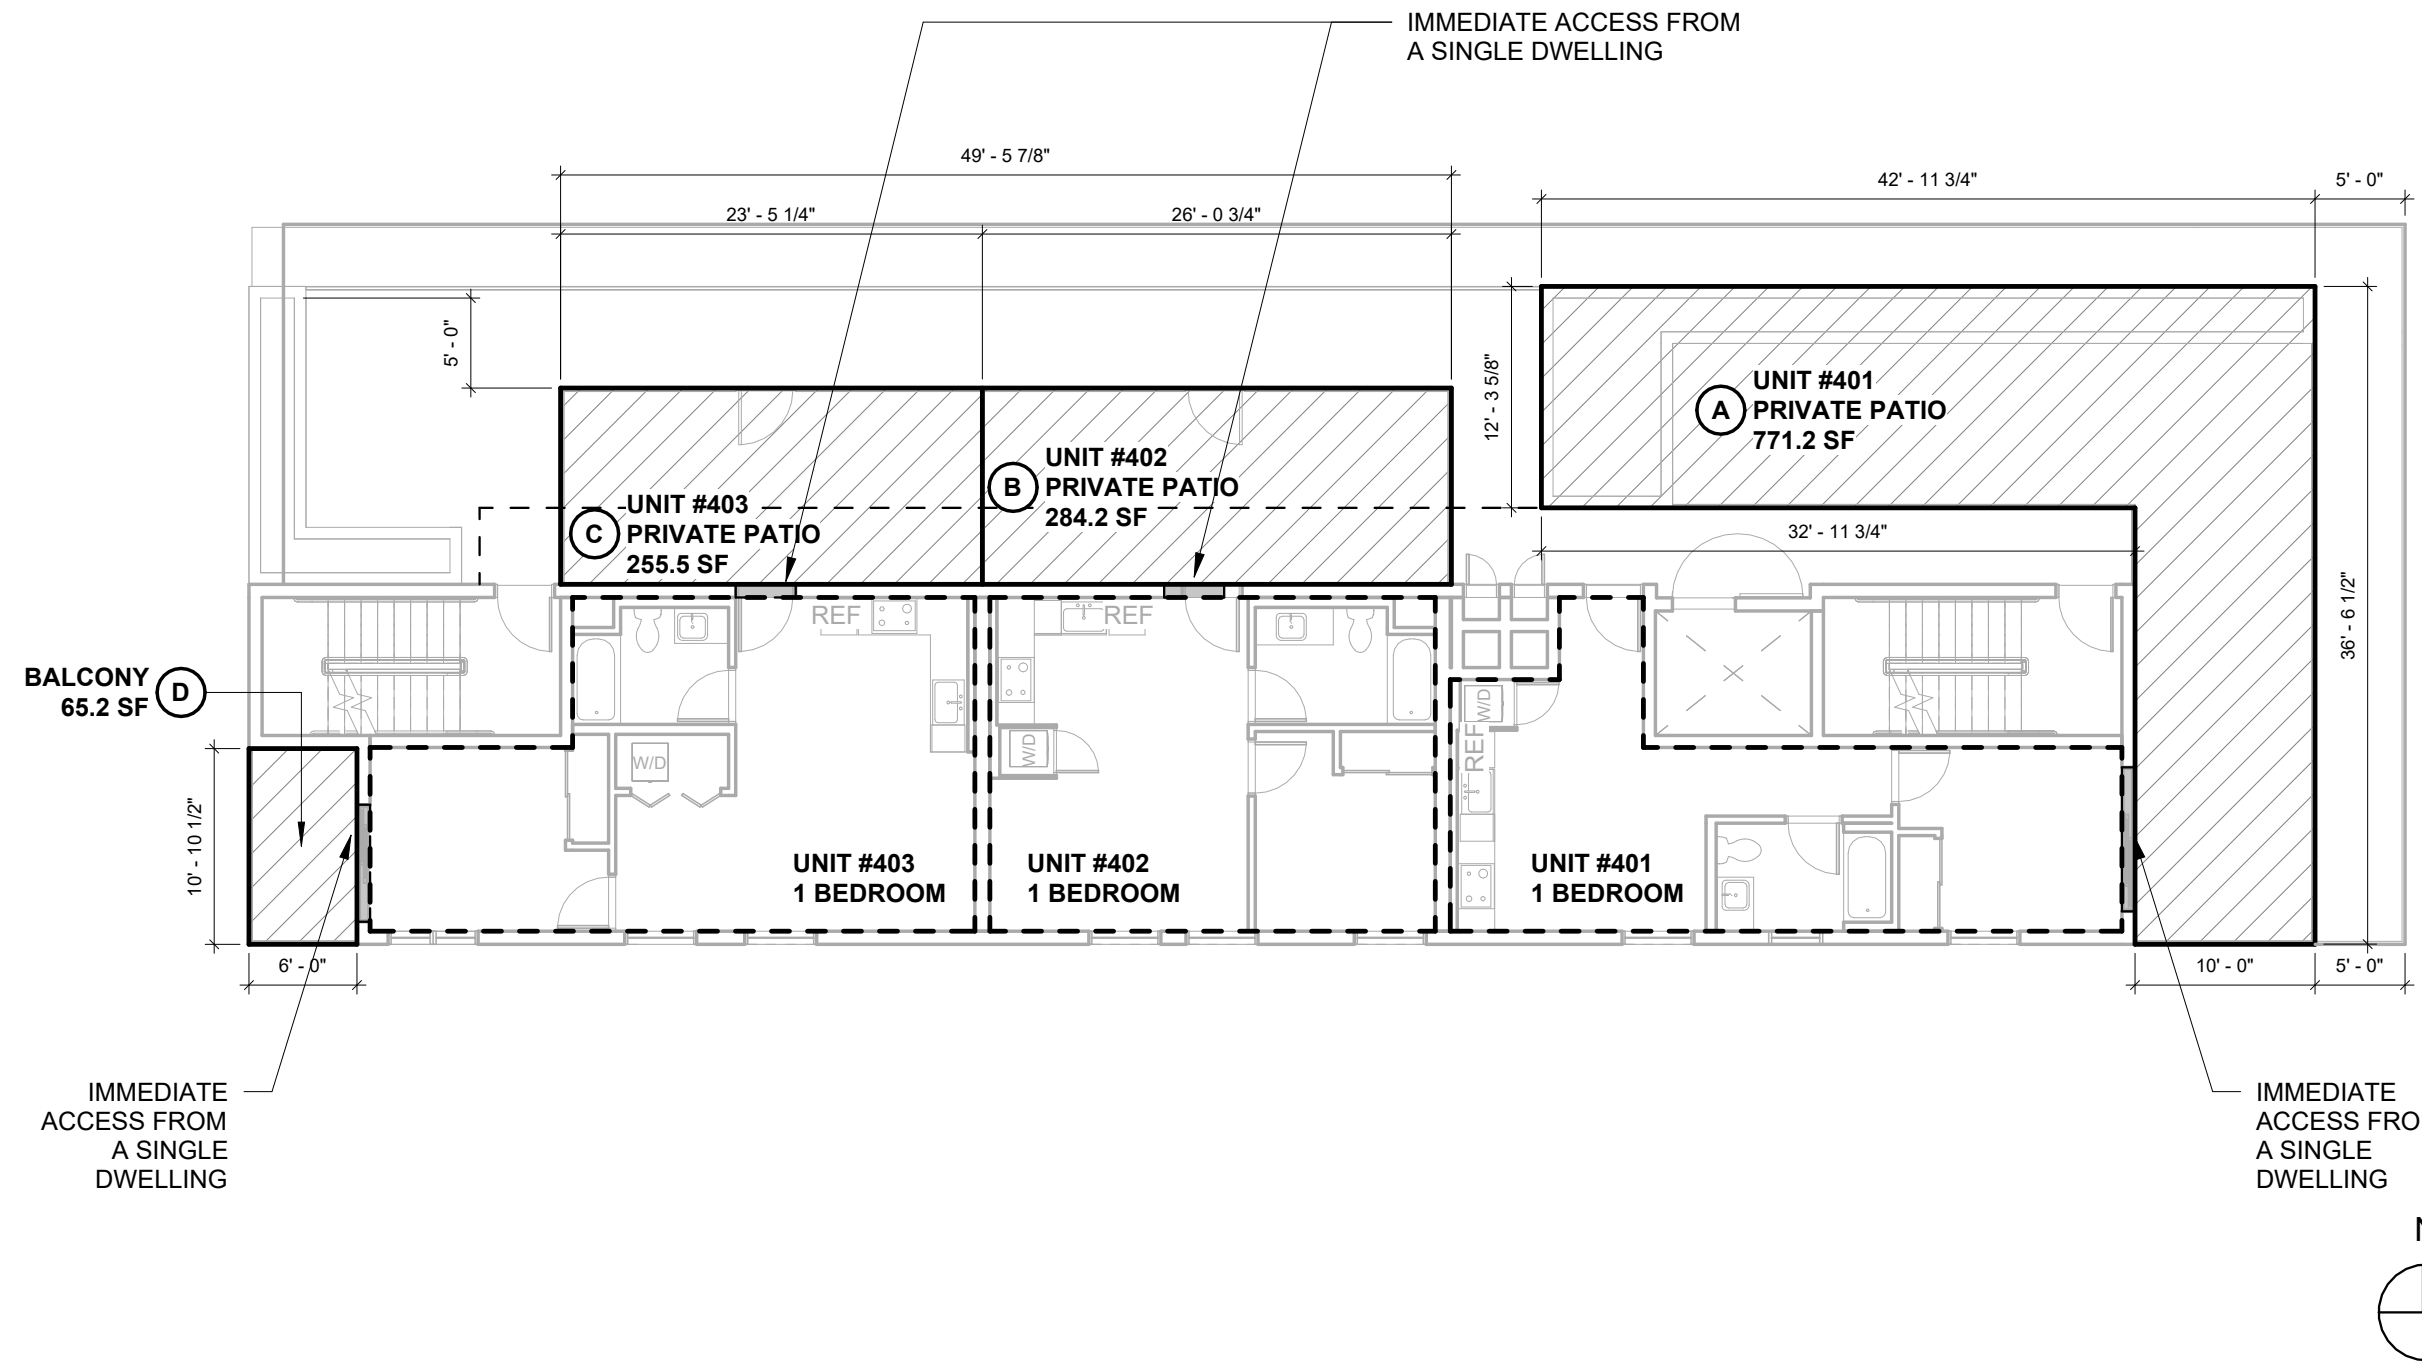 IMMEDIATE ACCESS FROM
A SINGLE DWELLING
49' - 5 7/8"
42' - 11 3/4"
5' - 0"
23' - 5 1/4"
26' - 0 3/4"
5' - 0"
12' - 3 5/8"
A
UNIT #401
PRIVATE PATIO
771.2 SF
B
UNIT #402
PRIVATE PATIO
284.2 SF
C
UNIT #403
PRIVATE PATIO
255.5 SF
32' - 11 3/4"
36' - 6 1/2"
REF
REF
BALCONY
65.2 SF
D
W/D
REF
W/D
W/D
10' - 10 1/2"
UNIT #403
1 BEDROOM
UNIT #402
1 BEDROOM
UNIT #401
1 BEDROOM
6' - 0"
10' - 0"
5' - 0"
IMMEDIATE
ACCESS FROM
A SINGLE
DWELLING
IMMEDIATE
ACCESS FRO
A SINGLE
DWELLING